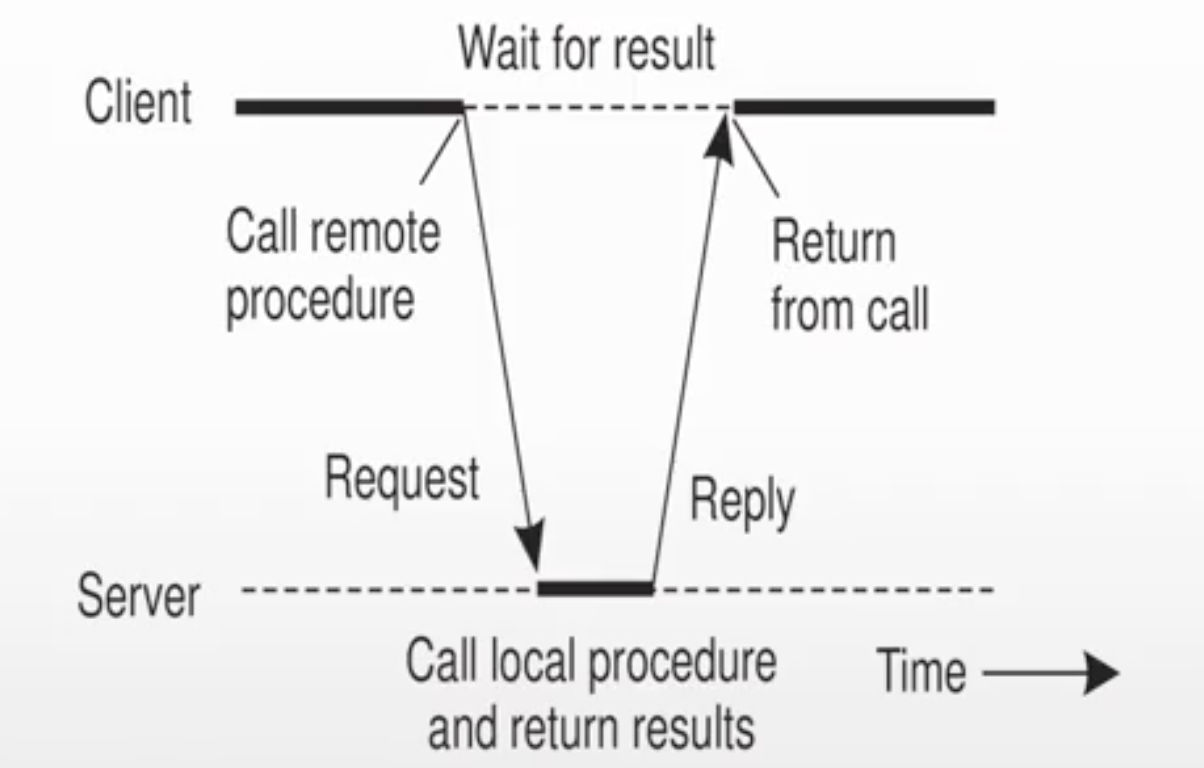 Wait for result
Client
Call remote
procedure
Return
from call
Request
Reply
Server
Call local procedure
and return results
Time